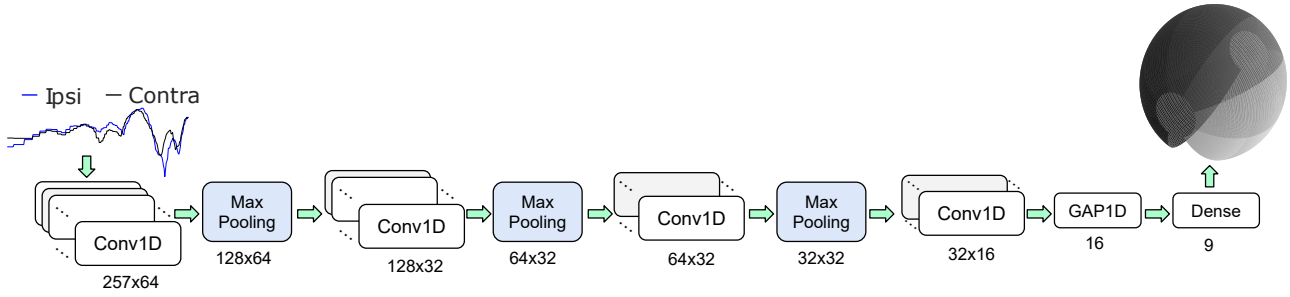 Ipsi
Contra
Conv1D
257x64
Max
Pooling
128x64
Conv1D
128x32
Max
Pooling
64x32
Conv1D
64x32
Max
Pooling
32x32
Conv1D
32x16
GAP1D
16
Dense
9